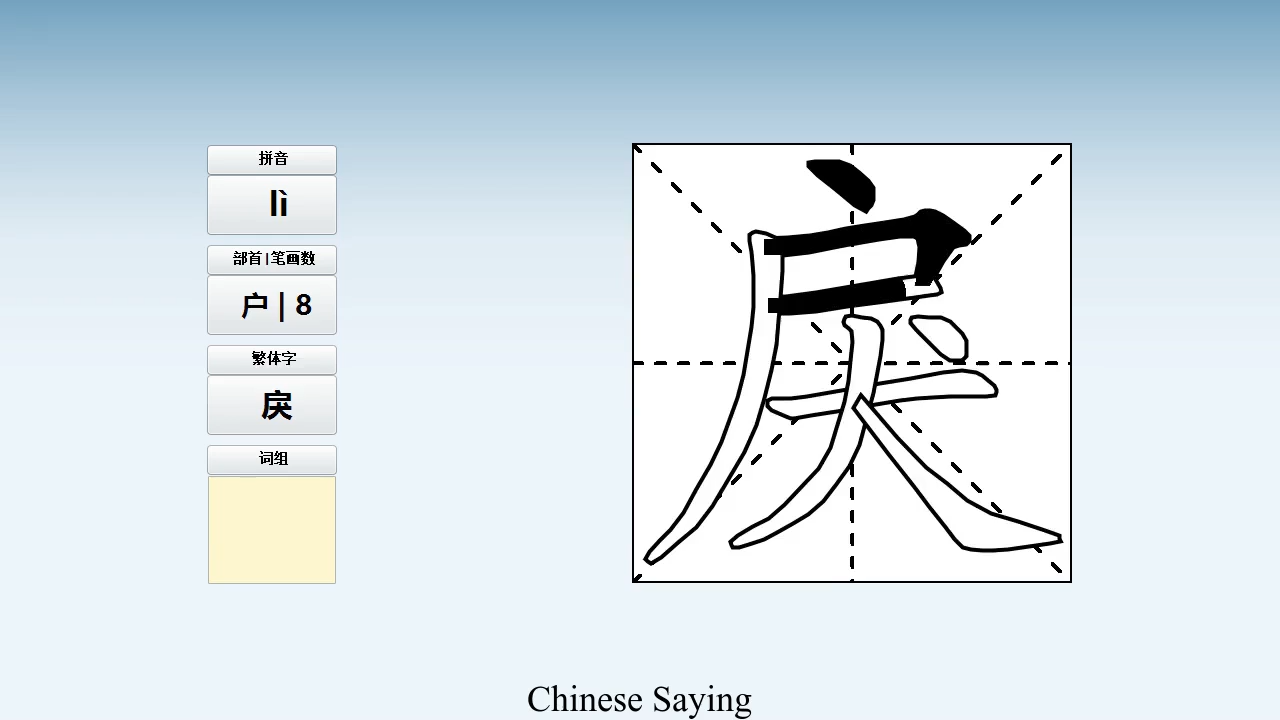 拼音
lì
部首|笔画数
户 | 8
繁体字
戾
词组
戾
Chinese Saying